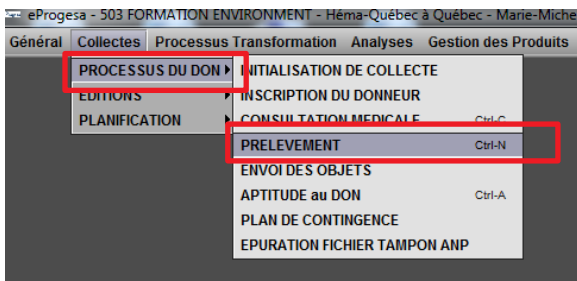 eProgesa - 503 FORMATION ENVIRONMENT - Héma-Québec à Québec - Marie-Miche
Général Collectes Processus Transformation Analyses Gestion des Produits
PROCESSUS DU DON INITIALISATION DE COLLECTE
EDITIONS INSCRIPTION DU DONNEUR
PLANIFICATION CONSULTATION MEDICALE Ctrl-C
PRELEVEMENT Ctrl-N
ENVOI DES OBJETS
APTITUDE au DON Ctrl-A
PLAN DE CONTINGENCE
EPURATION FICHIER TAMPON ANP